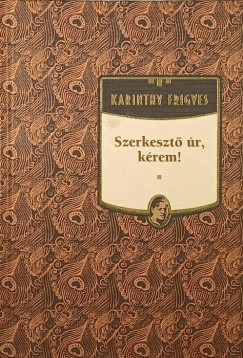 KARINTHY FRIGYES
Szerkesztő úr,
kérem!